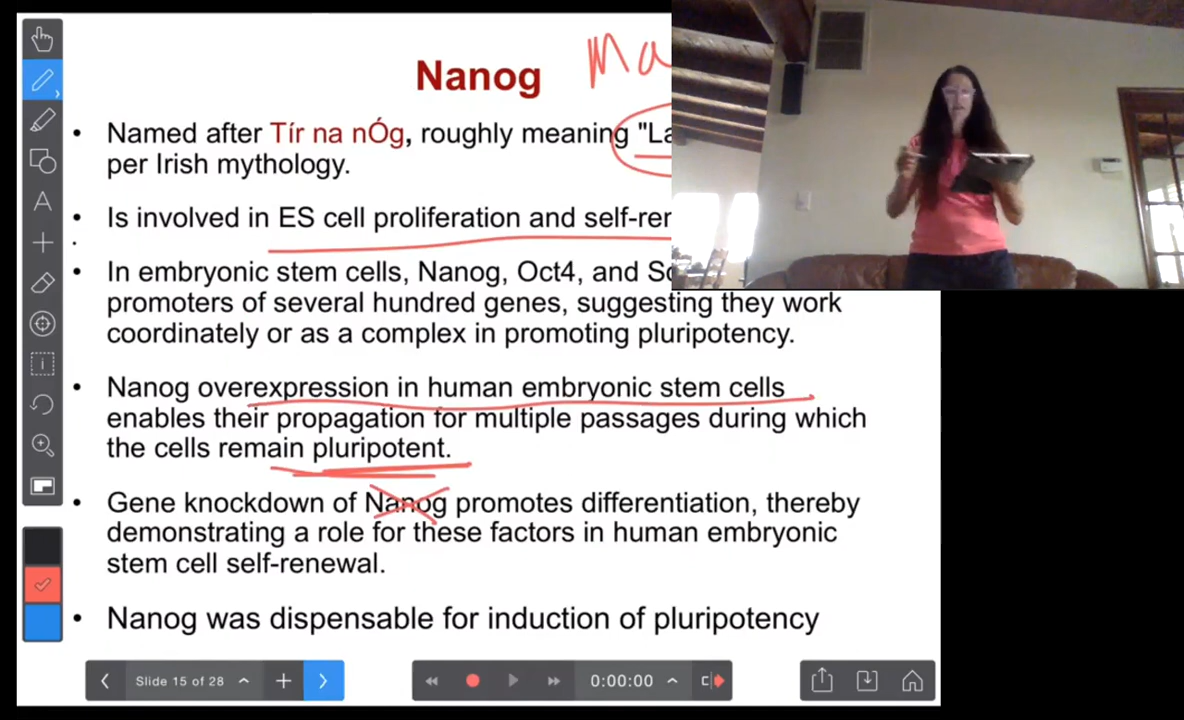 Nanog
Ma
• Named after Tír na nÓg, roughly meaning "La
per Irish mythology.
• Is involved in ES cell proliferation and self-rer
• In embryonic stem cells, Nanog, Oct4, and So
promoters of several hundred genes, suggesting they work
coordinately or as a complex in promoting pluripotency.
• Nanog overexpression in human embryonic stem cells
enables their propagation for multiple passages during which
the cells remain pluripotent.
• Gene knockdown of Nanog promotes differentiation, thereby
demonstrating a role for these factors in human embryonic
stem cell self-renewal.
• Nanog was dispensable for induction of pluripotency
Slide 15 of 28
0:00:00